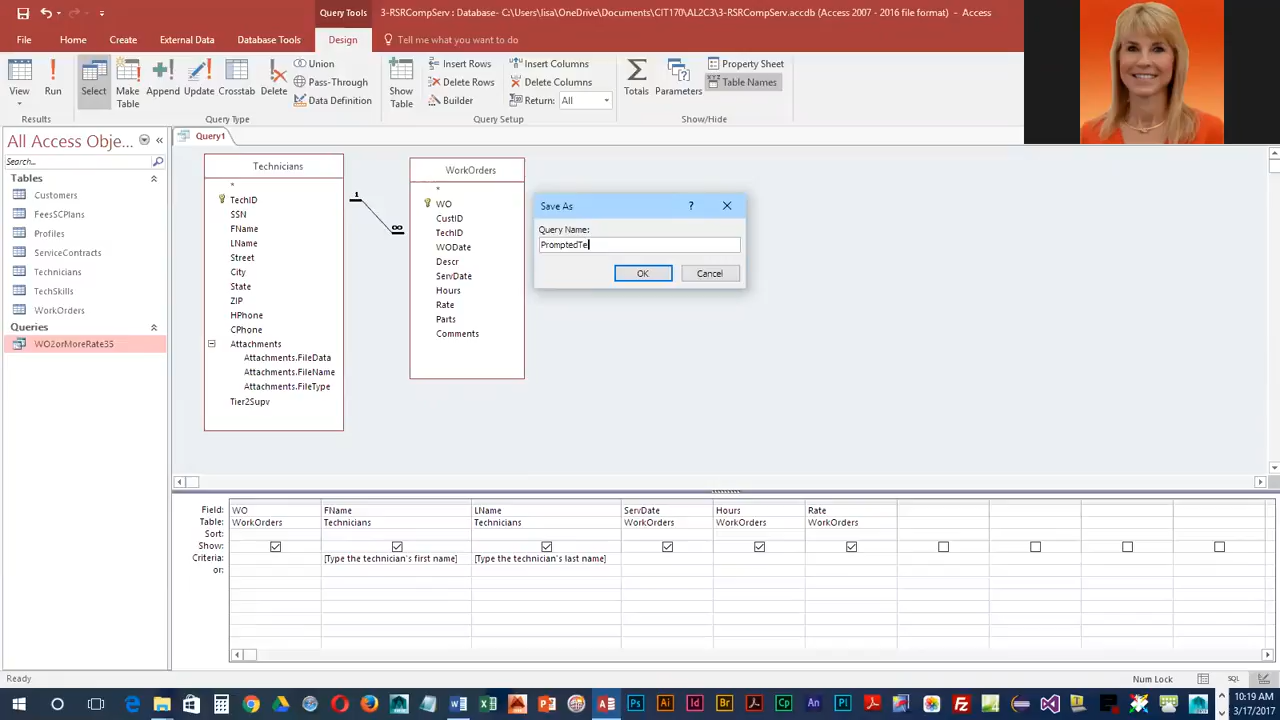 Query Tools
3-RSRCompServ : Database- C:\Users\lisa\OneDrive\Documents\CIT170\AL2C3\3-RSRCompServ.accdb (Access 2007 - 2016 file format) - Access
File Home Create External Data Database Tools Design Tell me what you want to do
View Run Select Make Table Append Update Crosstab Delete
Union
Pass-Through
Data Definition
Show Table
Insert Rows
Delete Rows
Builder
Insert Columns
Delete Columns
Return: All
Totals Parameters
Property Sheet
Table Names
Results Query Type Query Setup Show/Hide
All Access Obje...
Search...
Tables
Customers
FeesSCPlans
Profiles
ServiceContracts
Technicians
TechSkills
WorkOrders
Queries
WO2orMoreRate35
Query1
Technicians
*
TechID
SSN
FName
LName
Street
City
State
ZIP
HPhone
CPhone
Attachments
Attachments.FileData
Attachments.FileName
Attachments.FileType
Tier2Supv
1
∞
WorkOrders
*
WO
CustID
TechID
WODate
Descr
ServDate
Hours
Rate
Parts
Comments
Save As ?
Query Name:
PromptedTe
OK Cancel
Field: WO FName LName ServDate Hours Rate
Table: WorkOrders Technicians Technicians WorkOrders WorkOrders WorkOrders
Sort:
Show:
Criteria: [Type the technician's first name] [Type the technician's last name]
or:
Ready
Num Lock
SQL
10:19 AM
3/17/2017